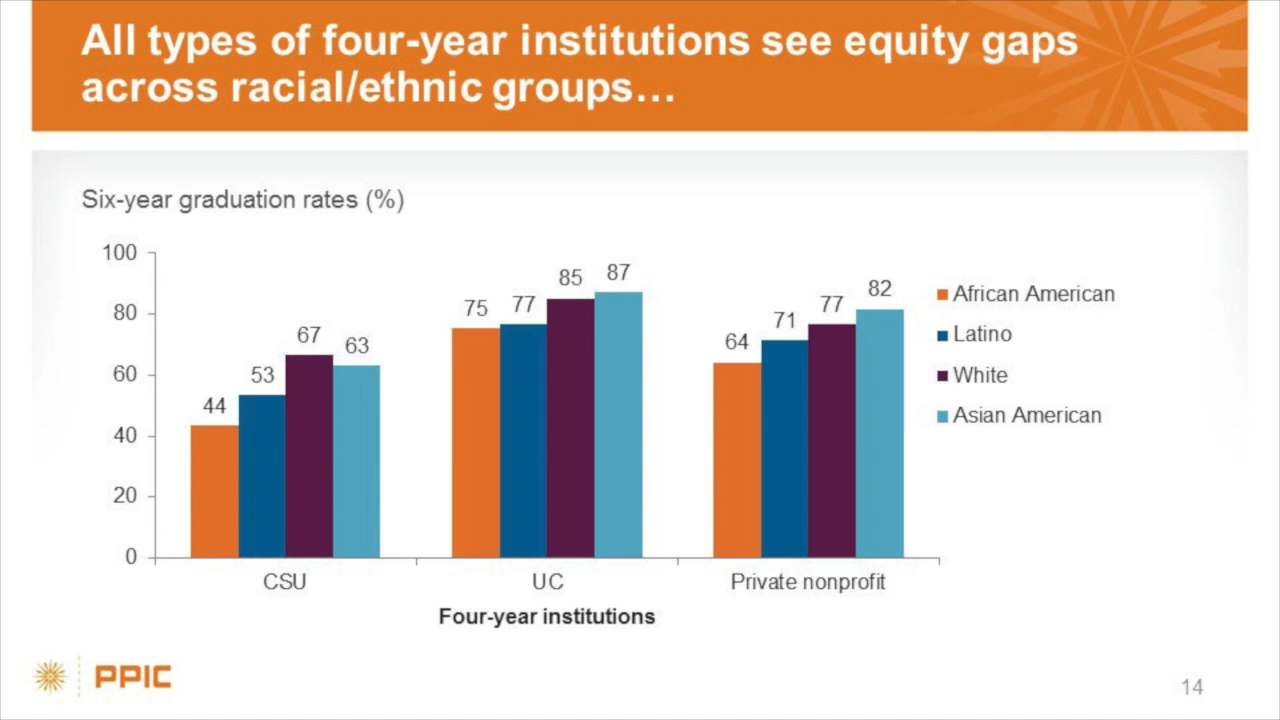 All types of four-year institutions see equity gaps
across racial/ethnic groups…
Six-year graduation rates (%)
100
80
60
40
20
0
44
53
67
63
75
77
85
87
64
71
77
82
CSU
UC
Private nonprofit
Four-year institutions
African American
Latino
White
Asian American
PPIC
14